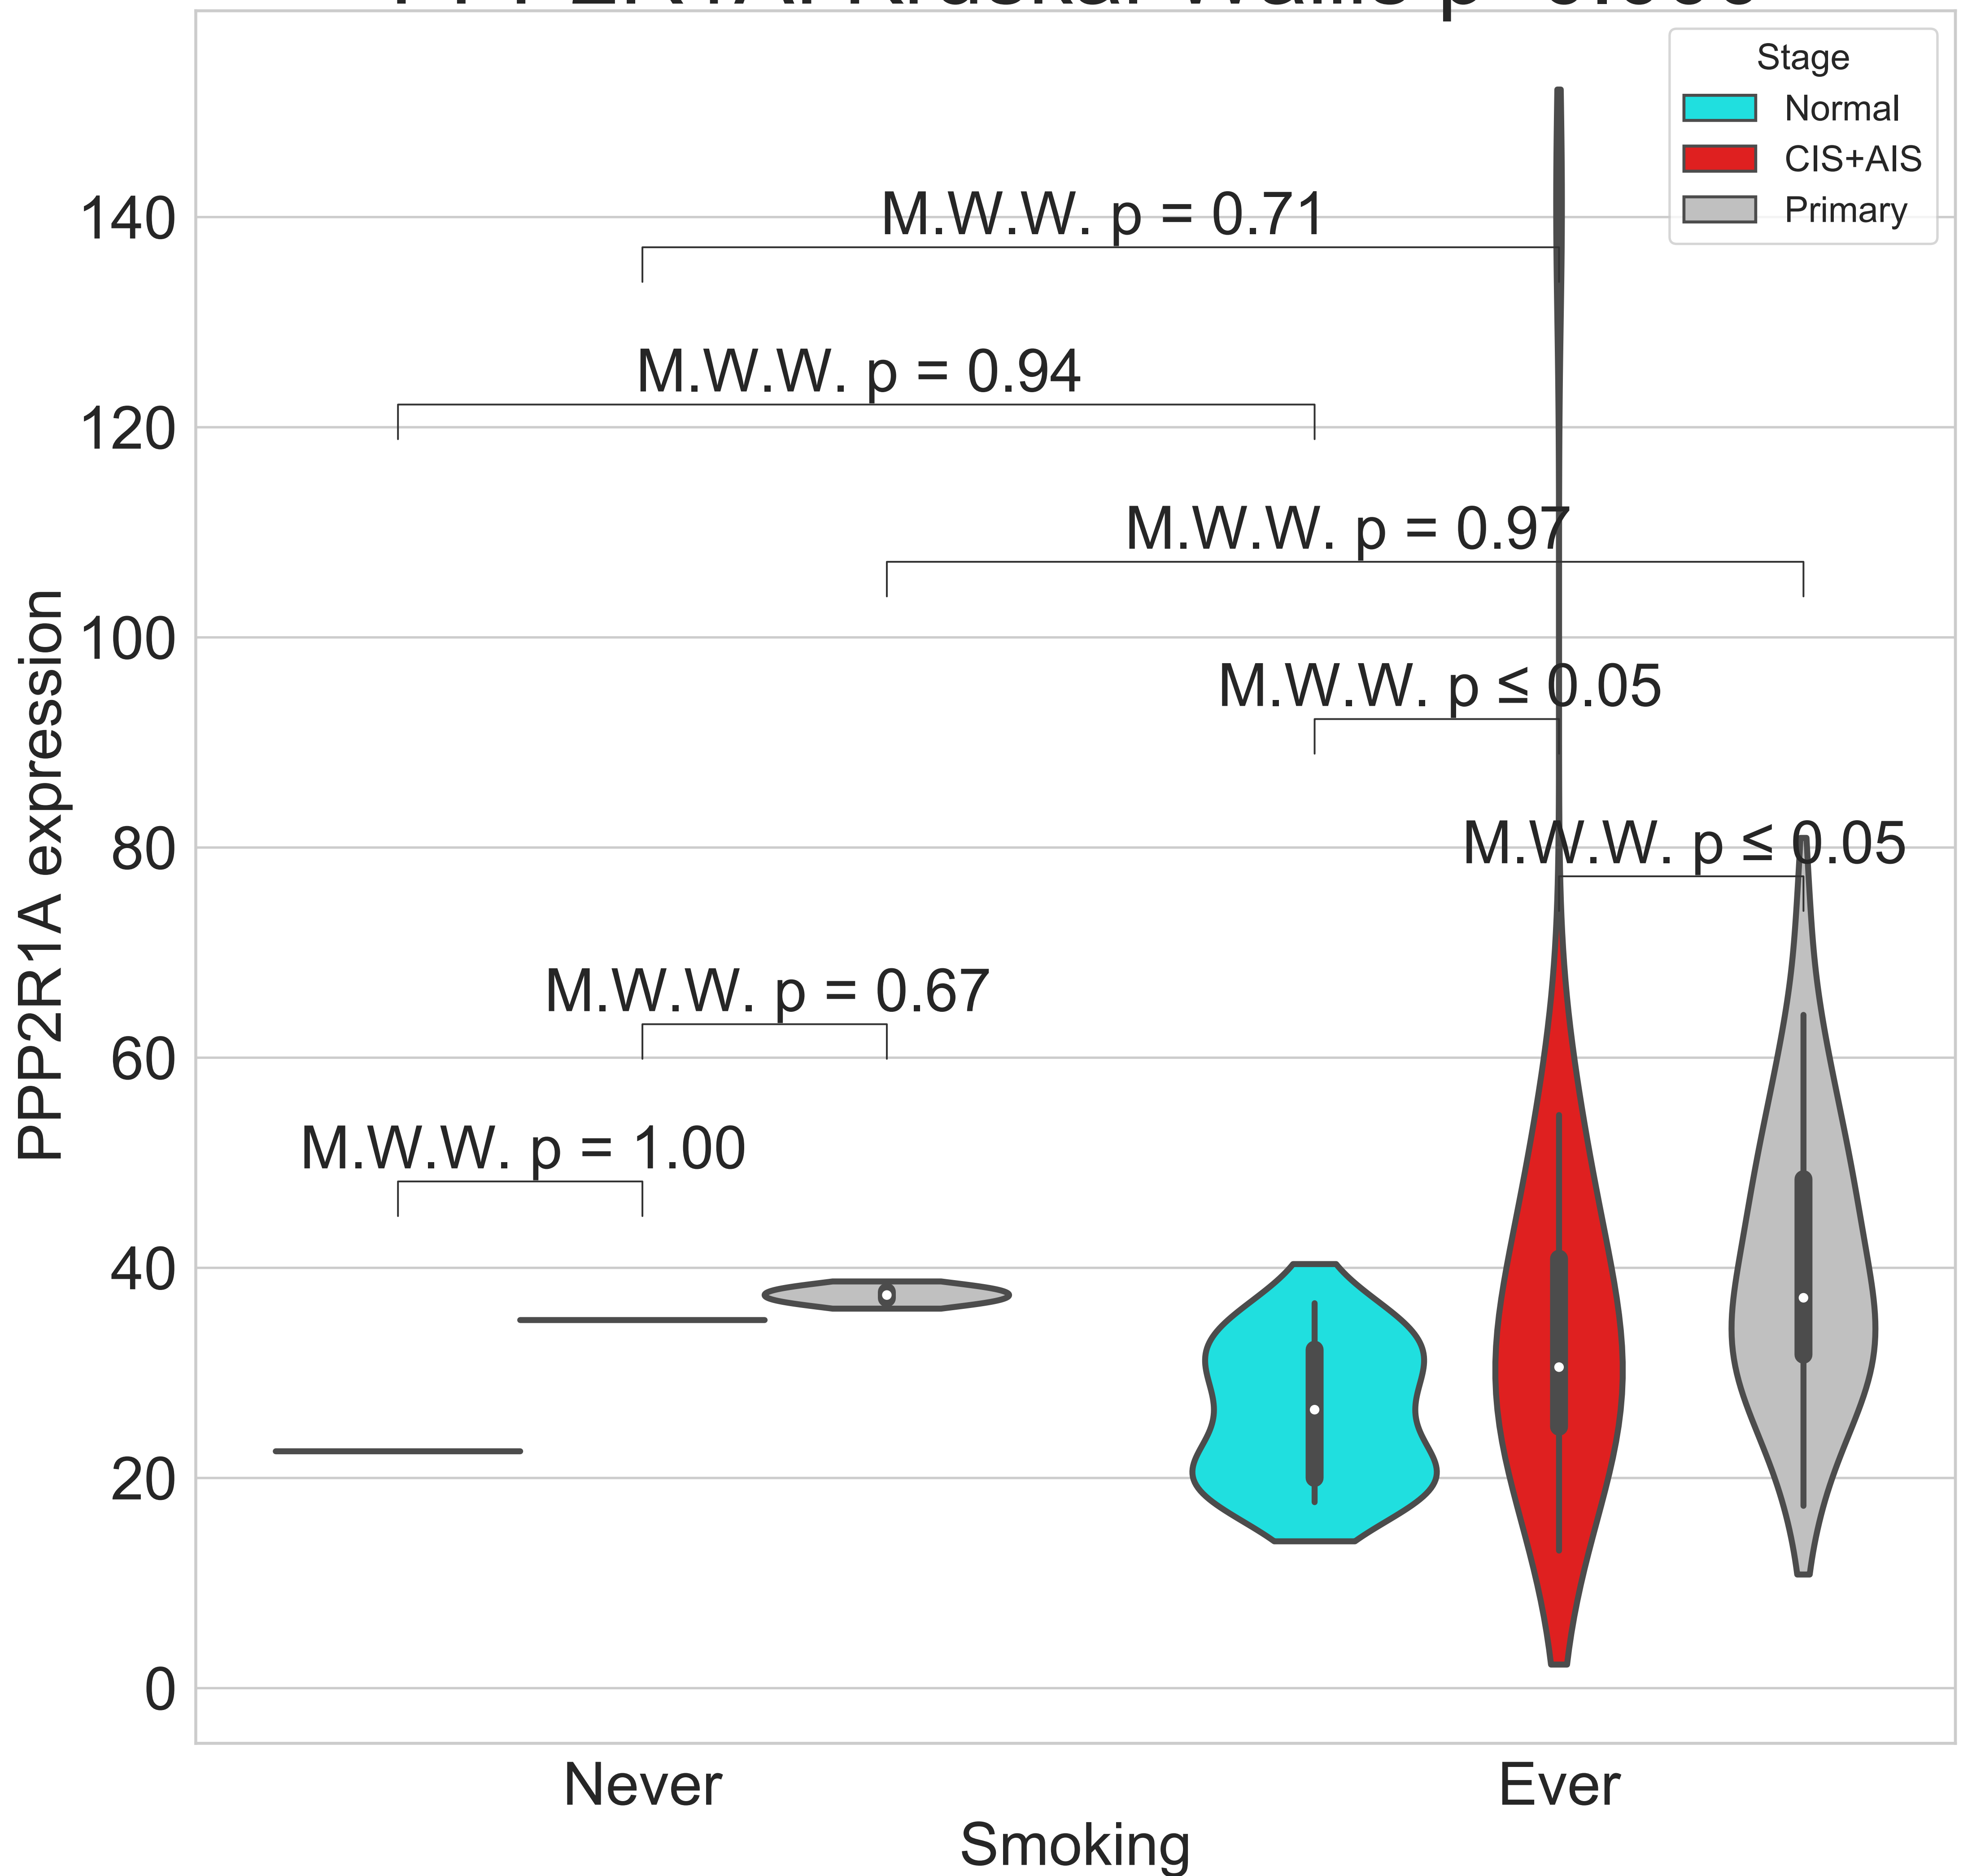 Stage
Normal
CIS+AIS
Primary
M.W.W. p = 0.71
M.W.W. p = 0.94
M.W.W. p = 0.97
M.W.W. p ≤ 0.05
M.W.W. p ≤ 0.05
M.W.W. p = 0.67
M.W.W. p = 1.00
140
120
100
80
60
40
20
0
PPP2R1A expression
Never
Ever
Smoking